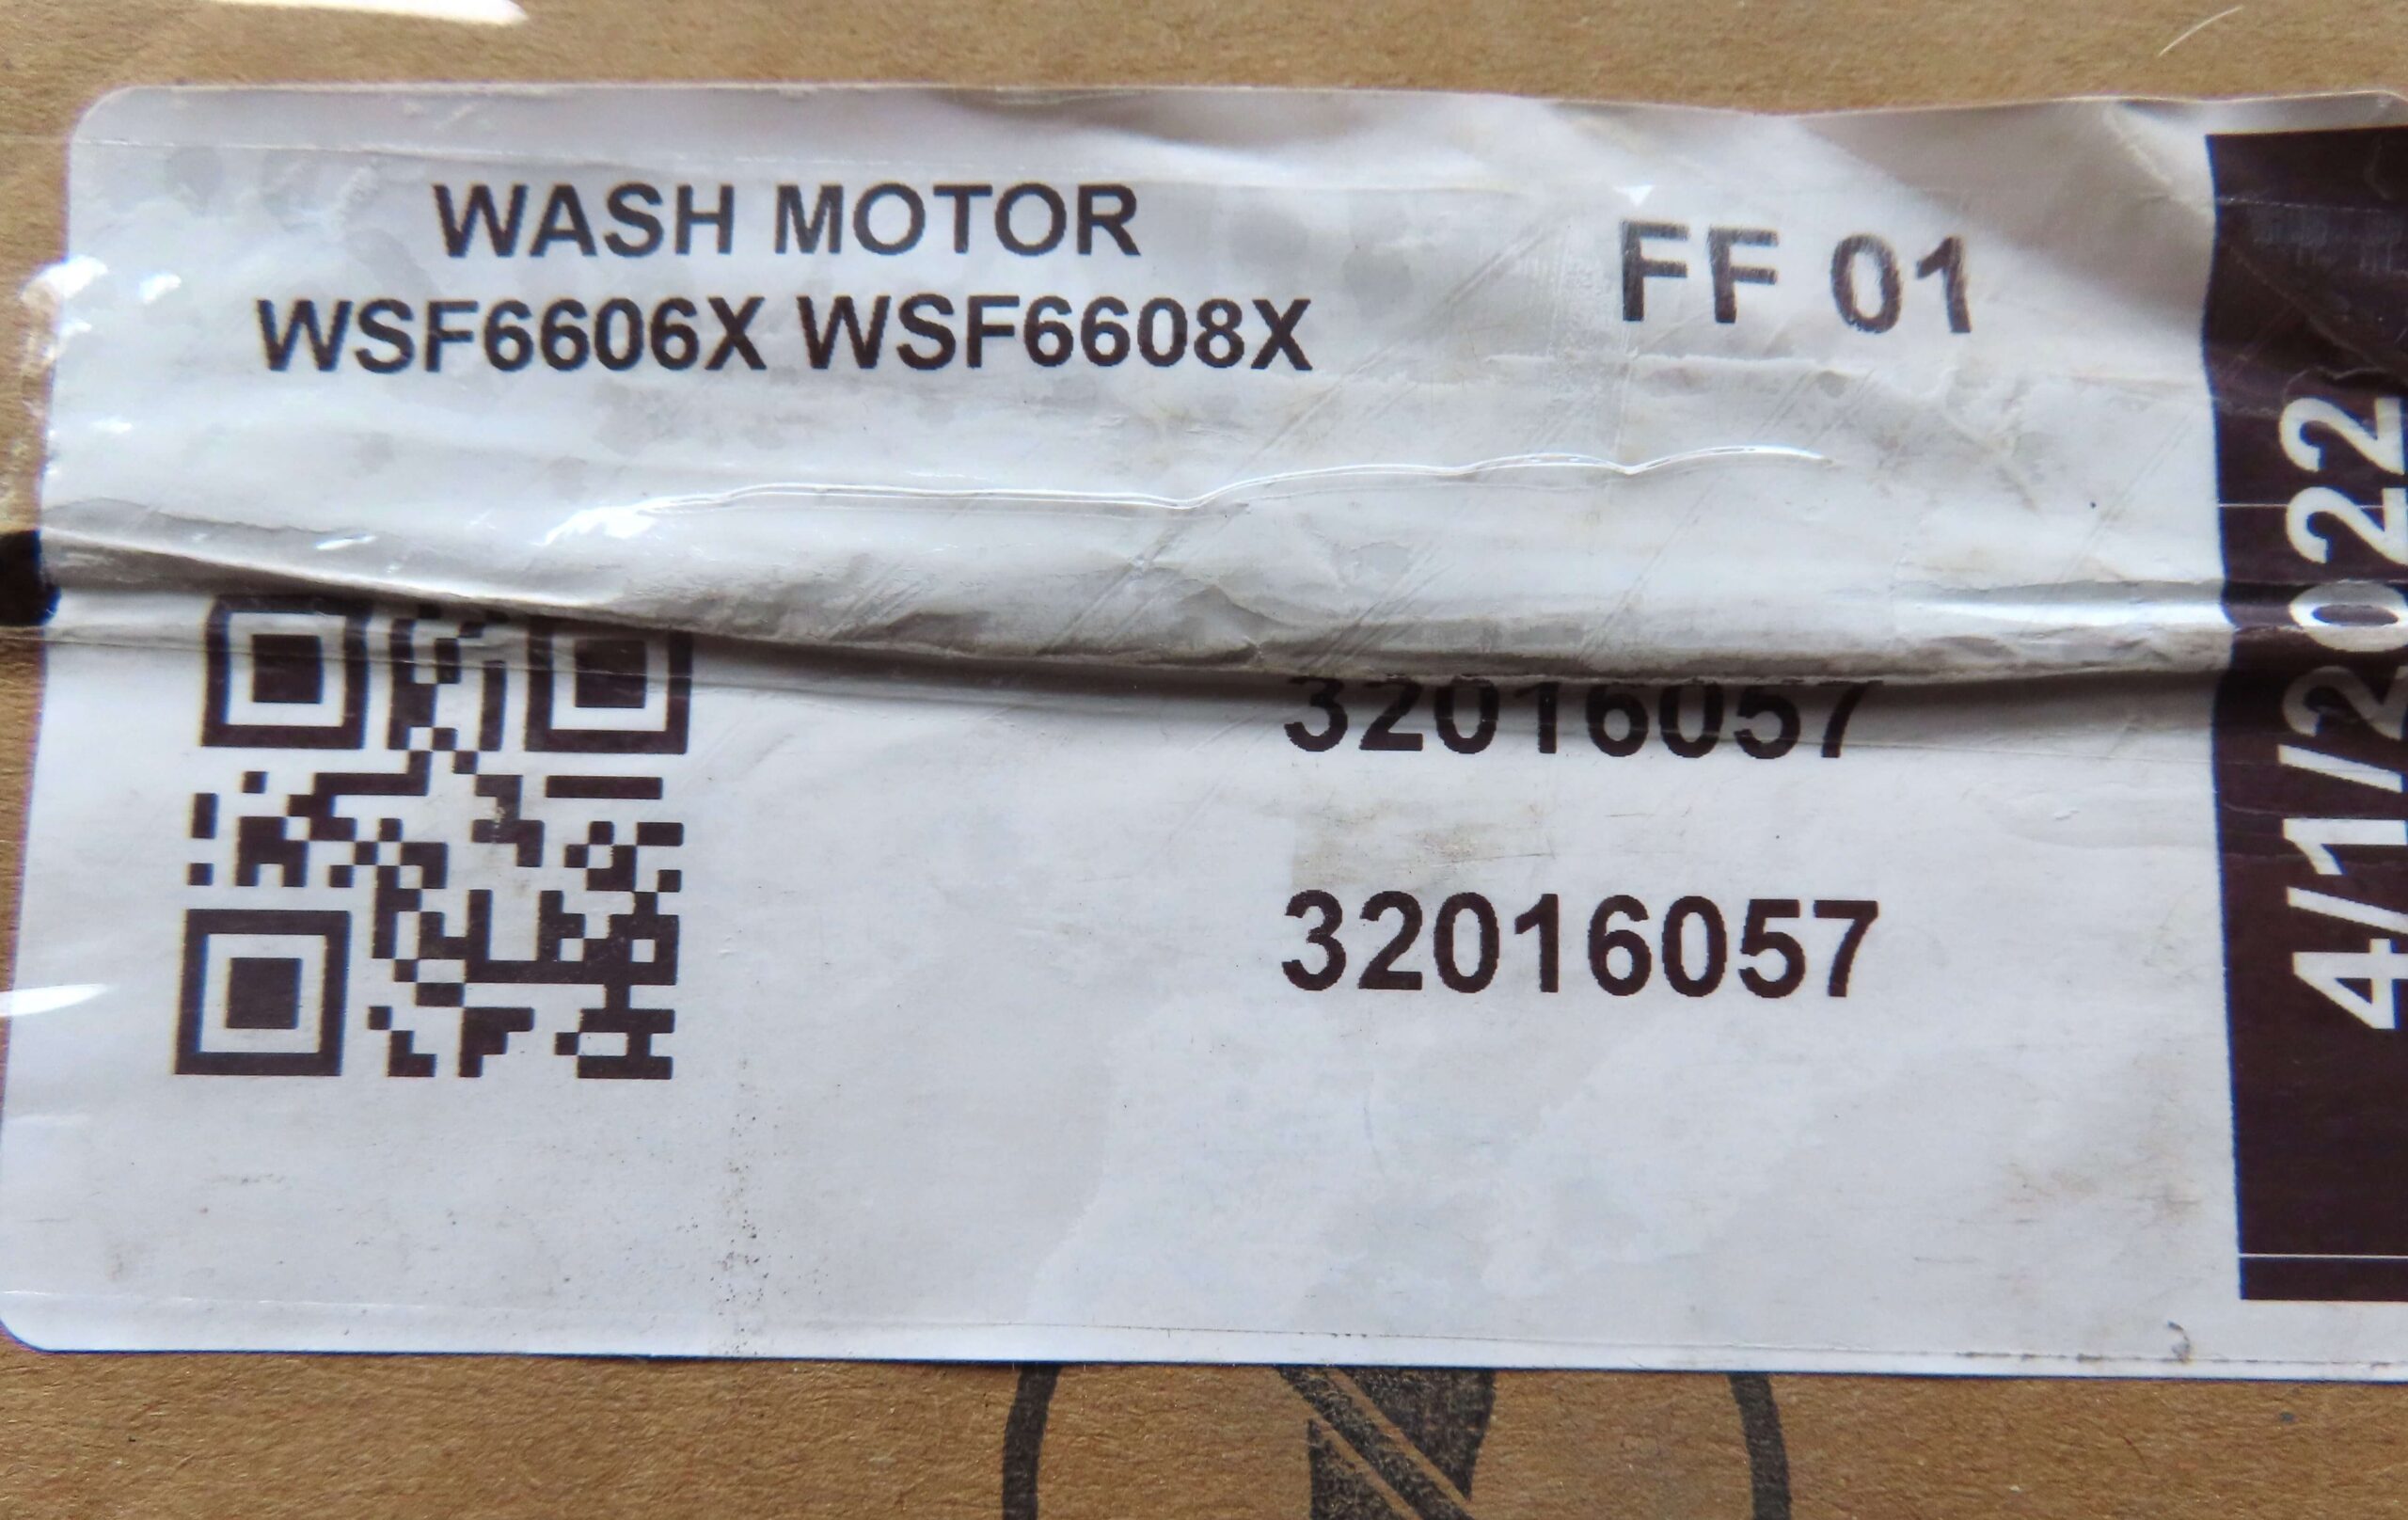 WASH MOTOR
WSF6606X WSF6608X
FF 01
32016057
32016057
4/1/2022